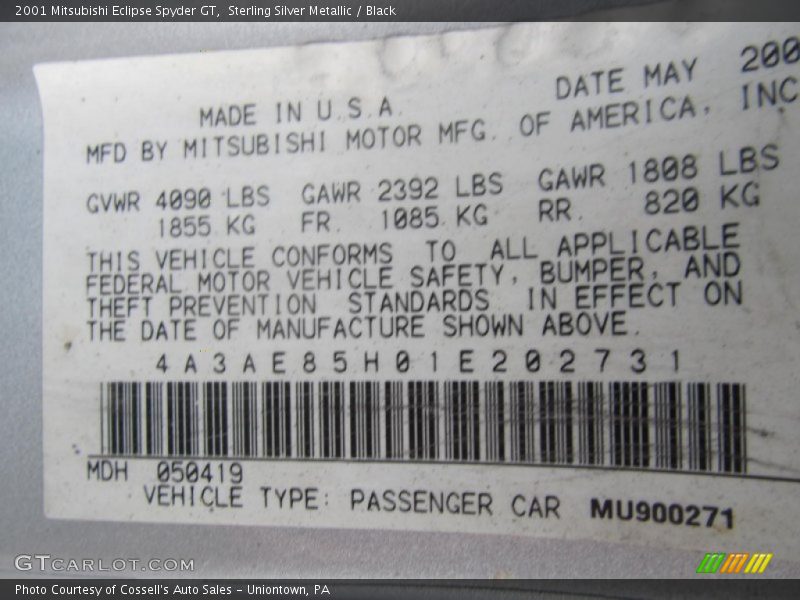 2001 Mitsubishi Eclipse Spyder GT,  Sterling Silver Metallic / Black
DATE MAY 200
MADE IN U.S.A.
MFD BY MITSUBISHI MOTOR MFG. OF AMERICA, INC
GVWR 4090 LBS GAWR 2392 LBS GAWR 1808 LBS
1855 KG FR. 1085 KG RR. 820 KG
THIS VEHICLE CONFORMS TO ALL APPLICABLE
FEDERAL MOTOR VEHICLE SAFETY, BUMPER, AND
THEFT PREVENTION STANDARDS IN EFFECT ON
THE DATE OF MANUFACTURE SHOWN ABOVE.
4A3AE85H01E202731
MDH 050419
VEHICLE TYPE: PASSENGER CAR MU900271
GTCARLOT.COM
Photo Courtesy of Cossell's Auto Sales - Uniontown, PA